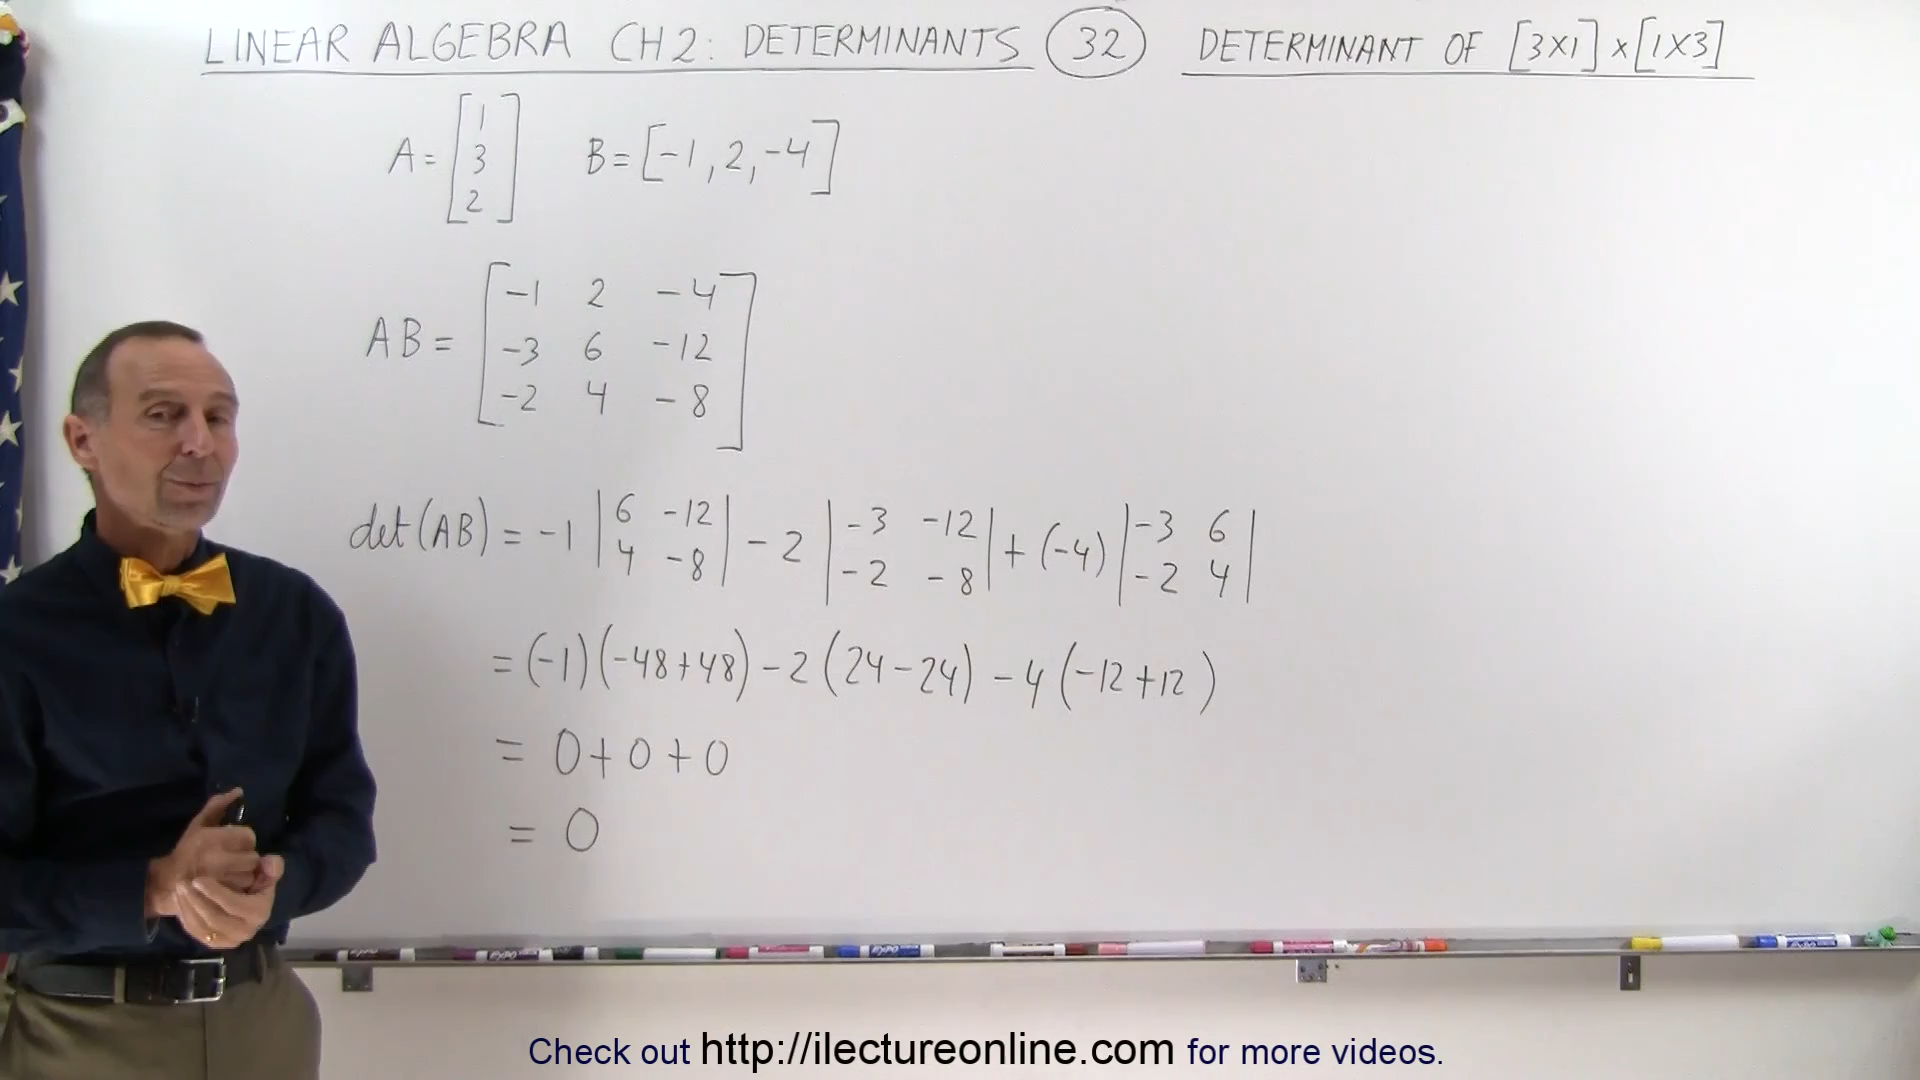 LINEAR ALGEBRA CH2: DETERMINANTS 32 DETERMINANT OF [3X1] x [1X3]
A = [1 3 2] B = [-1, 2, -4]
AB = [-1 2 -4
-3 6 -12
-2 4 -8]
det(AB) = -1 |6 -12 4 -8| - 2 |-3 -12 -2 -8| + (-4) |-3 6 -2 4|
= (-1)(-48+48) - 2(24-24) - 4(-12+12)
= 0+0+0
= 0
Check out http://ilectureonline.com for more videos.